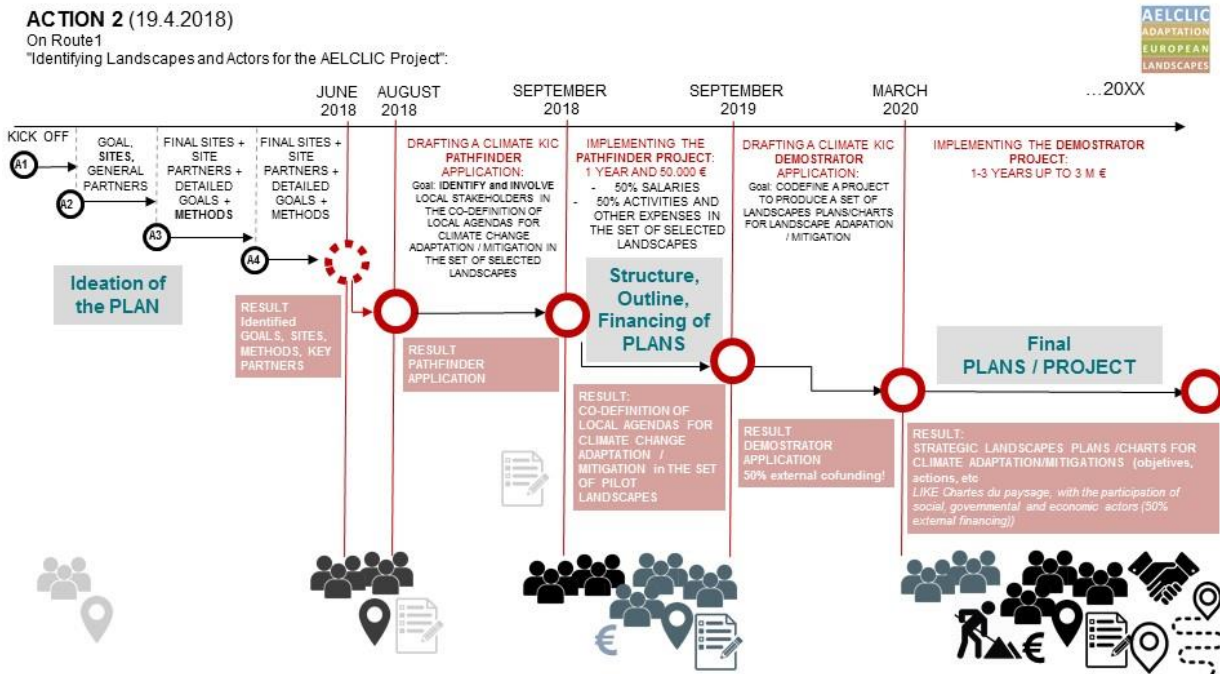 ACTION 2 (19.4.2018)
On Route1
"Identifying Landscapes and Actors for the AELCLIC Project":
AELCLIC
ADAPTATION
EUROPEAN
LANDSCAPES
JUNE
2018
AUGUST
2018
SEPTEMBER
2018
SEPTEMBER
2019
MARCH
2020
...20XX
KICK OFF
A1
GOAL,
SITES,
GENERAL
PARTNERS
A2
FINAL SITES +
SITE
PARTNERS +
DETAILED
GOALS +
METHODS
A3
FINAL SITES +
SITE
PARTNERS +
DETAILED
GOALS +
METHODS
A4
DRAFTING A CLIMATE KIC
PATHFINDER
APPLICATION:
Goal: IDENTIFY and INVOLVE
LOCAL STAKEHOLDERS
IN THE CO-DEFINITION OF
LOCAL AGENDAS FOR
CLIMATE CHANGE
ADAPTATION / MITIGATION IN
THE SET OF SELECTED
LANDSCAPES
IMPLEMENTING THE
PATHFINDER PROJECT:
1 YEAR AND 50.000 €
- 50% SALARIES
- 50% ACTIVITIES AND
OTHER EXPENSES IN
THE SET OF SELECTED
LANDSCAPES
DRAFTING A CLIMATE KIC
DEMOSTRATOR
APPLICATION:
Goal: CODEFINE A PROJECT
TO PRODUCE A SET OF
LANDSCAPES PLANS/CHARTS
FOR LANDSCAPE ADAPATION
/ MITIGATION
IMPLEMENTING THE DEMOSTRATOR
PROJECT:
1-3 YEARS UP TO 3 M €
Ideation of
the PLAN
Structure,
Outline,
Financing of
PLANS
Final
PLANS / PROJECT
RESULT
Identified
GOALS, SITES,
METHODS, KEY
PARTNERS
RESULT
PATHFINDER
APPLICATION
RESULT:
CO-DEFINITION OF
LOCAL AGENDAS FOR
CLIMATE CHANGE
ADAPTATION /
MITIGATION in THE SET
OF PILOT
LANDSCAPES
RESULT
DEMOSTRATOR
APPLICATION
50% external cofunding!
RESULT:
STRATEGIC LANDSCAPES PLANS /CHARTS FOR
CLIMATE ADAPTATION/MITIGATIONS (objetives,
actions, etc
LIKE Chartes du paysage, with the participation of
social, governmental and economic actors (50%
external financing))
€
€